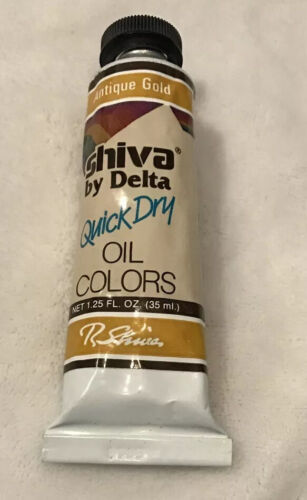 Antique Gold
shiva®
by Delta
Quick Dry
OIL
COLORS
NET 1.25 FL. OZ. (35 ml.)
R. Shiva